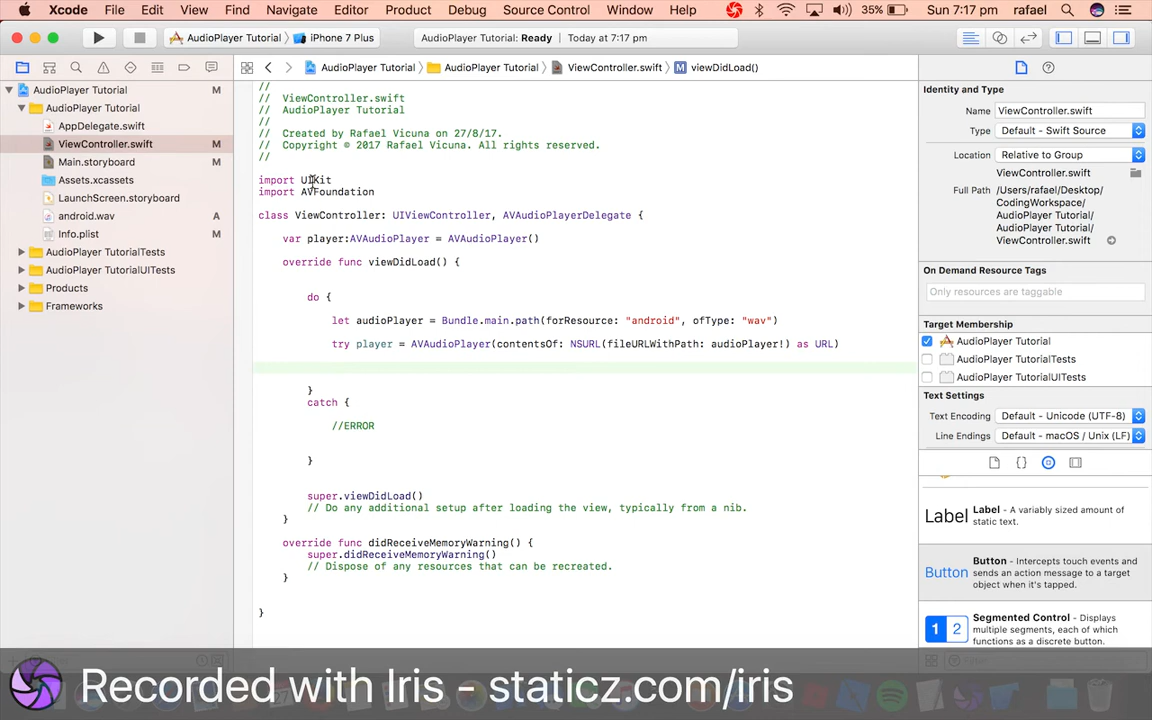 Xcode File Edit View Find Navigate Editor Product Debug Source Control Window Help 35% Sun 7:17 pm rafael
AudioPlayer Tutorial iPhone 7 Plus AudioPlayer Tutorial: Ready Today at 7:17 pm
AudioPlayer Tutorial AudioPlayer Tutorial ViewController.swift M viewDidLoad()
AudioPlayer Tutorial M
AudioPlayer Tutorial
AppDelegate.swift
ViewController.swift M
Main.storyboard M
Assets.xcassets
LaunchScreen.storyboard
android.wav A
Info.plist M
AudioPlayer TutorialTests
AudioPlayer TutorialUITests
Products
Frameworks
//
// ViewController.swift
// AudioPlayer Tutorial
//
// Created by Rafael Vicuna on 27/8/17.
// Copyright © 2017 Rafael Vicuna. All rights reserved.
//
import UIKit
import AVFoundation
class ViewController: UIViewController, AVAudioPlayerDelegate {
var player:AVAudioPlayer = AVAudioPlayer()
override func viewDidLoad() {
do {
let audioPlayer = Bundle.main.path(forResource: "android", ofType: "wav")
try player = AVAudioPlayer(contentsOf: NSURL(fileURLWithPath: audioPlayer!) as URL)
}
catch {
//ERROR
}
super.viewDidLoad()
// Do any additional setup after loading the view, typically from a nib.
}
override func didReceiveMemoryWarning() {
super.didReceiveMemoryWarning()
// Dispose of any resources that can be recreated.
}
}
Identity and Type
Name ViewController.swift
Type Default - Swift Source
Location Relative to Group
ViewController.swift
Full Path /Users/rafael/Desktop/
CodingWorkspace/
AudioPlayer Tutorial/
AudioPlayer Tutorial/
ViewController.swift
On Demand Resource Tags
Only resources are taggable
Target Membership
AudioPlayer Tutorial
AudioPlayer TutorialTests
AudioPlayer TutorialUITests
Text Settings
Text Encoding Default - Unicode (UTF-8)
Line Endings Default - macOS / Unix (LF)
{ }
Label Label - A variably sized amount of
static text.
Button Button - Intercepts touch events and
sends an action message to a target
object when it's tapped.
1 2 Segmented Control - Displays
multiple segments, each of which
functions as a discrete button.
Recorded with Iris - staticz.com/iris